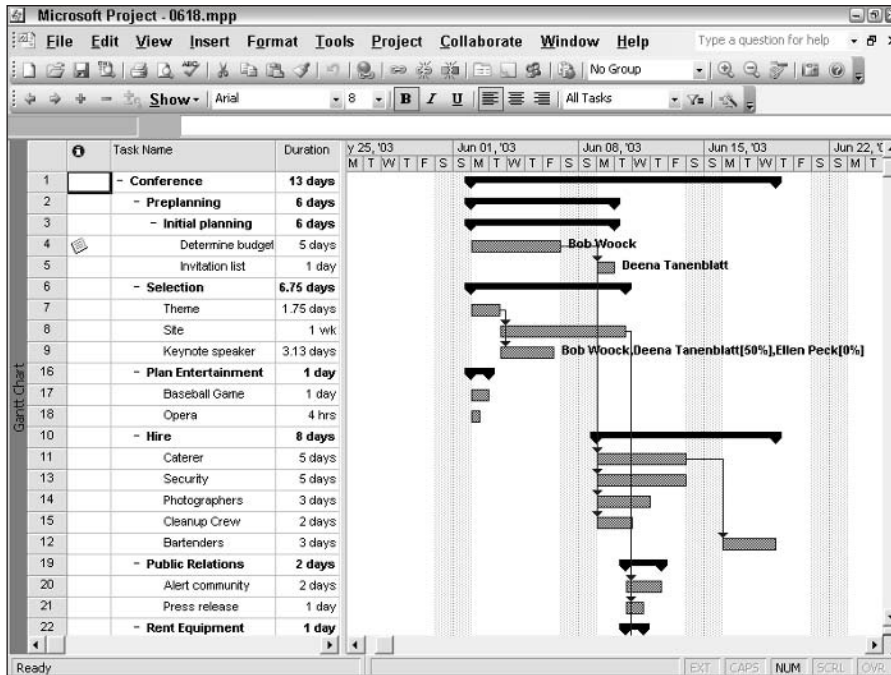 Microsoft Project - 0618.mpp
File Edit View Insert Format Tools Project Collaborate Window Help Type a question for help
No Group
Show Arial 8 B I U All Tasks
Task Name Duration y 25, '03 Jun 01, '03 Jun 08, '03 Jun 15, '03 Jun 22, '0
M T W T F S S M T W T F S S M T W T F S S M T W T F S S M T
1 - Conference 13 days
2 - Preplanning 6 days
3 - Initial planning 6 days
4 Determine budget 5 days Bob Woock
5 Invitation list 1 day Deena Tanenblatt
6 - Selection 6.75 days
7 Theme 1.75 days
8 Site 1 wk
9 Keynote speaker 3.13 days Bob Woock,Deena Tanenblatt[50%],Ellen Peck[0%]
16 - Plan Entertainment 1 day
17 Baseball Game 1 day
18 Opera 4 hrs
10 - Hire 8 days
11 Caterer 5 days
13 Security 5 days
14 Photographers 3 days
15 Cleanup Crew 2 days
12 Bartenders 3 days
19 - Public Relations 2 days
20 Alert community 2 days
21 Press release 1 day
22 - Rent Equipment 1 day
Gantt Chart
Ready EXT CAPS NUM SCRL OVR